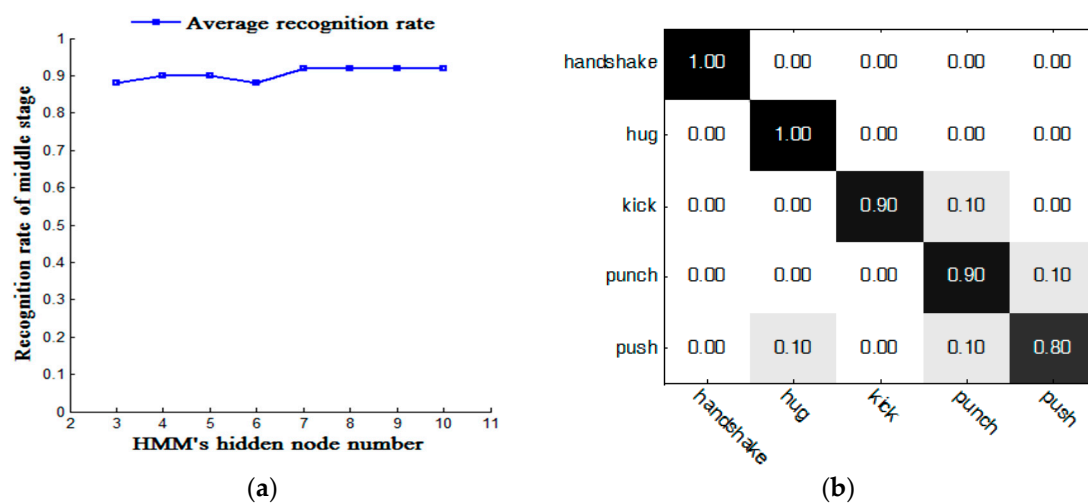 Average recognition rate
Recognition rate of middle stage
1
0.9
0.8
0.7
0.6
0.5
0.4
0.3
0.2
0.1
0
2 3 4 5 6 7 8 9 10 11
HMM's hidden node number
(a)
handshake 1.00 0.00 0.00 0.00 0.00
hug 0.00 1.00 0.00 0.00 0.00
kick 0.00 0.00 0.90 0.10 0.00
punch 0.00 0.00 0.00 0.90 0.10
push 0.00 0.10 0.00 0.10 0.80
handshake hug kick punch push
(b)